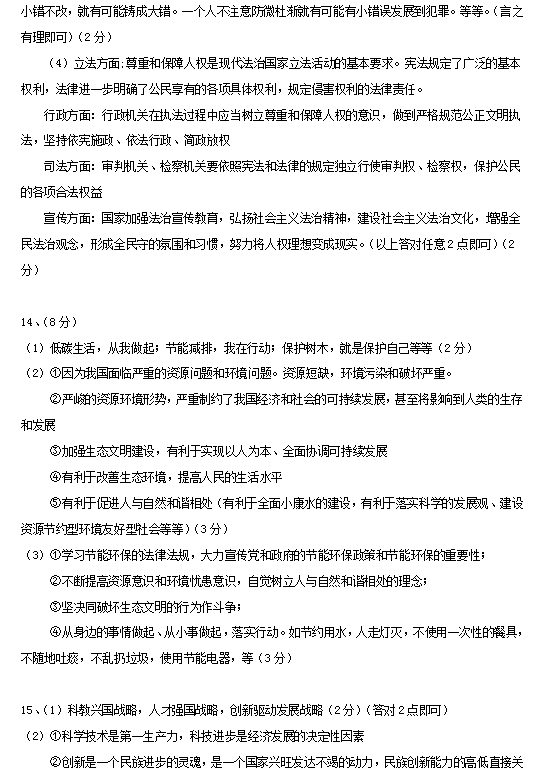 小错不改，就有可能铸成大错。一个人不注意防微杜渐就有可能有小错误发展到犯罪。等等。（言之
有理即可）（2 分）
（4）立法方面：尊重和保障人权是现代法治国家立法活动的基本要求。宪法规定了广泛的基本
权利，法律进一步明确了公民享有的各项具体权利，规定侵害权利的法律责任。
行政方面：行政机关在执法过程中应当树立尊重和保障人权的意识，做到严格规范公正文明执
法，坚持依宪施政、依法行政、简政放权
司法方面：审判机关、检察机关要依照宪法和法律的规定独立行使审判权、检察权，保护公民
的各项合法权益
宣传方面：国家加强法治宣传教育，弘扬社会主义法治精神，建设社会主义法治文化，增强全
民法治观念，形成全民守的氛围和习惯，努力将人权理想变成现实。（以上答对任意 2 点即可）（2
分）
14、（8 分）
（1）低碳生活，从我做起；节能减排，我在行动；保护树木，就是保护自己等等（2 分）
（2）①因为我国面临严重的资源问题和环境问题。资源短缺，环境污染和破坏严重。
②严峻的资源环境形势，严重制约了我国经济和社会的可持续发展，甚至将影响到人类的生存
和发展
③加强生态文明建设，有利于实现以人为本、全面协调可持续发展
④有利于改善生态环境，提高人民的生活水平
⑤有利于促进人与自然和谐相处（有利于全面小康水的建设，有利于落实科学的发展观、建设
资源节约型环境友好型社会等等）（3 分）
（3）①学习节能环保的法律法规，大力宣传党和政府的节能环保政策和节能环保的重要性；
②不断提高资源意识和环境忧患意识，自觉树立人与自然和谐相处的理念；
③坚决同破坏生态文明的行为作斗争；
④从身边的事情做起、从小事做起，落实行动。如节约用水，人走灯灭，不使用一次性的餐具，
不随地吐痰，不乱扔垃圾，使用节能电器，等（3 分）
15、（1）科教兴国战略，人才强国战略，创新驱动发展战略（2 分）（答对 2 点即可）
（2）①科学技术是第一生产力，科技进步是经济发展的决定性因素
②创新是一个民族进步的灵魂，是一个国家兴旺发达不竭的动力，民族创新能力的高低直接关